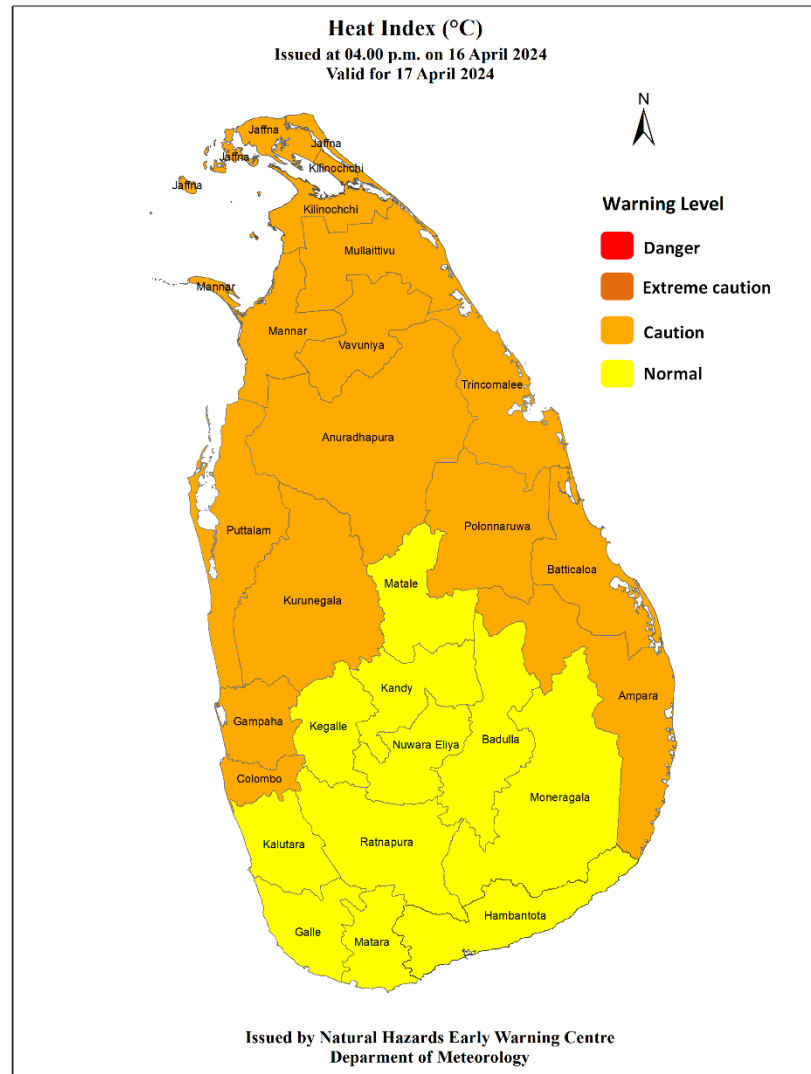 Heat Index (°C)
Issued at 04.00 p.m. on 16 April 2024
Valid for 17 April 2024
N
Jaffna
Jaffna
Jaffna
Kilinochchi
Jaffna
Kilinochchi
Warning Level
Danger
Extreme caution
Caution
Normal
Mullaittivu
Mannar
Mannar
Vavuniya
Trincomalee
Anuradhapura
Puttalam
Polonnaruwa
Batticaloa
Matale
Kurunegala
Kandy
Ampara
Gampaha
Kegalle
Nuwara Eliya
Badulla
Colombo
Moneragala
Kalutara
Ratnapura
Hambantota
Galle
Matara
Issued by Natural Hazards Early Warning Centre
Deparment of Meteorology